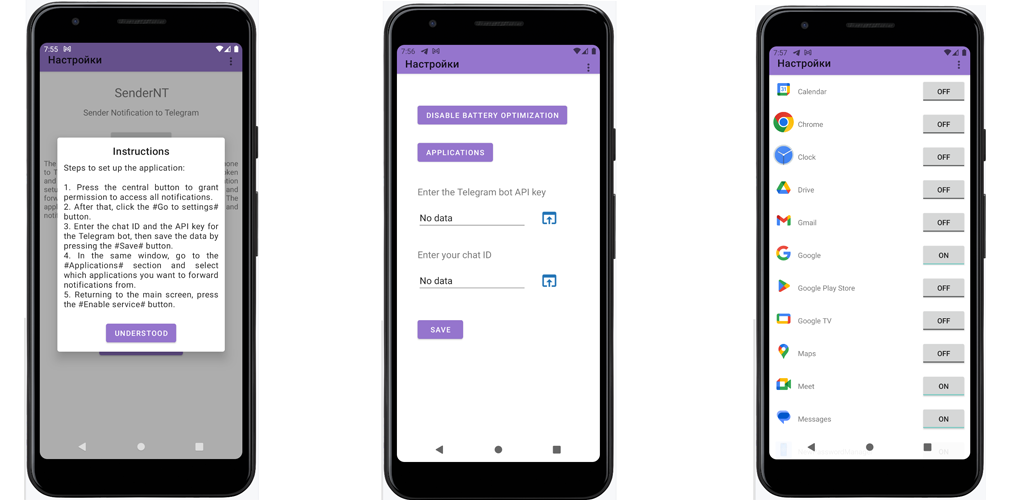 7:55
Настройки
SenderNT
Sender Notification to Telegram
Instructions
Steps to set up the application:
1. Press the central button to grant
permission to access all notifications.
2. After that, click the #Go to settings#
button.
3. Enter the chat ID and the API key for
the Telegram bot, then save the data by
pressing the #Save# button.
4. In the same window, go to the
#Applications# section and select
which applications you want to forward
notifications from.
5. Returning to the main screen, press
the #Enable service# button.
UNDERSTOOD
7:56
Настройки
DISABLE BATTERY OPTIMIZATION
APPLICATIONS
Enter the Telegram bot API key
No data
Enter your chat ID
No data
SAVE
7:57
Настройки
31
Calendar OFF
Chrome OFF
Clock OFF
Drive OFF
Gmail OFF
Google ON
Google Play Store OFF
Google TV OFF
Maps OFF
Meet ON
Messages ON
ON